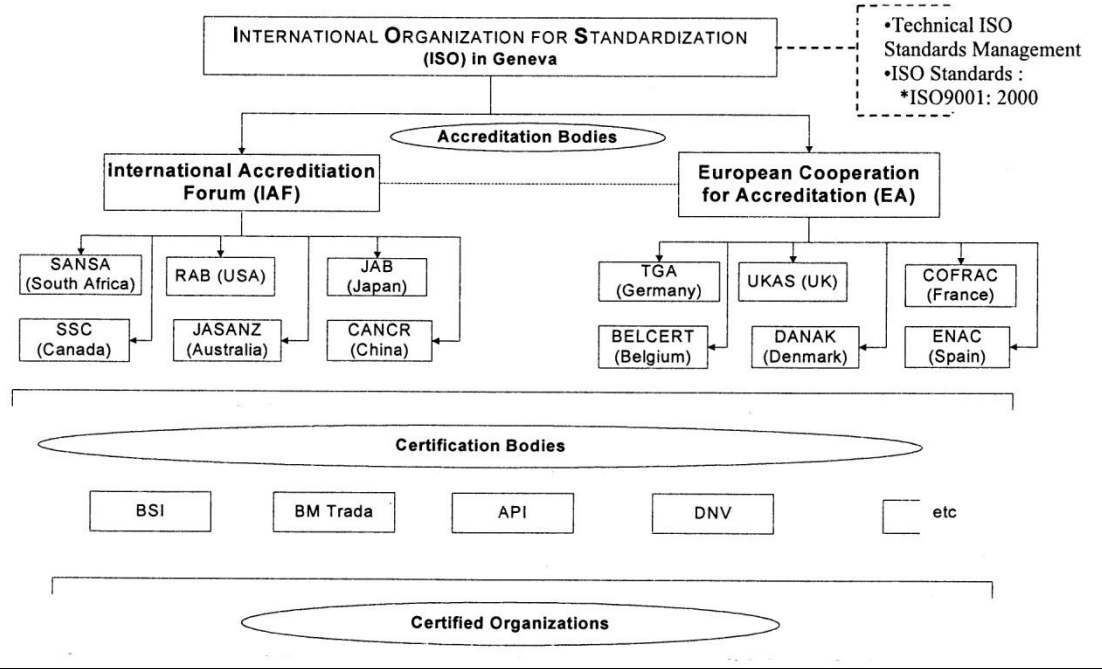 INTERNATIONAL ORGANIZATION FOR STANDARDIZATION
(ISO) in Geneva
•Technical ISO
Standards Management
•ISO Standards :
*ISO9001: 2000
Accreditation Bodies
International Accreditiation
Forum (IAF)
European Cooperation
for Accreditation (EA)
SANSA
(South Africa)
RAB (USA)
JAB
(Japan)
TGA
(Germany)
UKAS (UK)
COFRAC
(France)
SSC
(Canada)
JASANZ
(Australia)
CANCR
(China)
BELCERT
(Belgium)
DANAK
(Denmark)
ENAC
(Spain)
Certification Bodies
BSI
BM Trada
API
DNV
etc
Certified Organizations